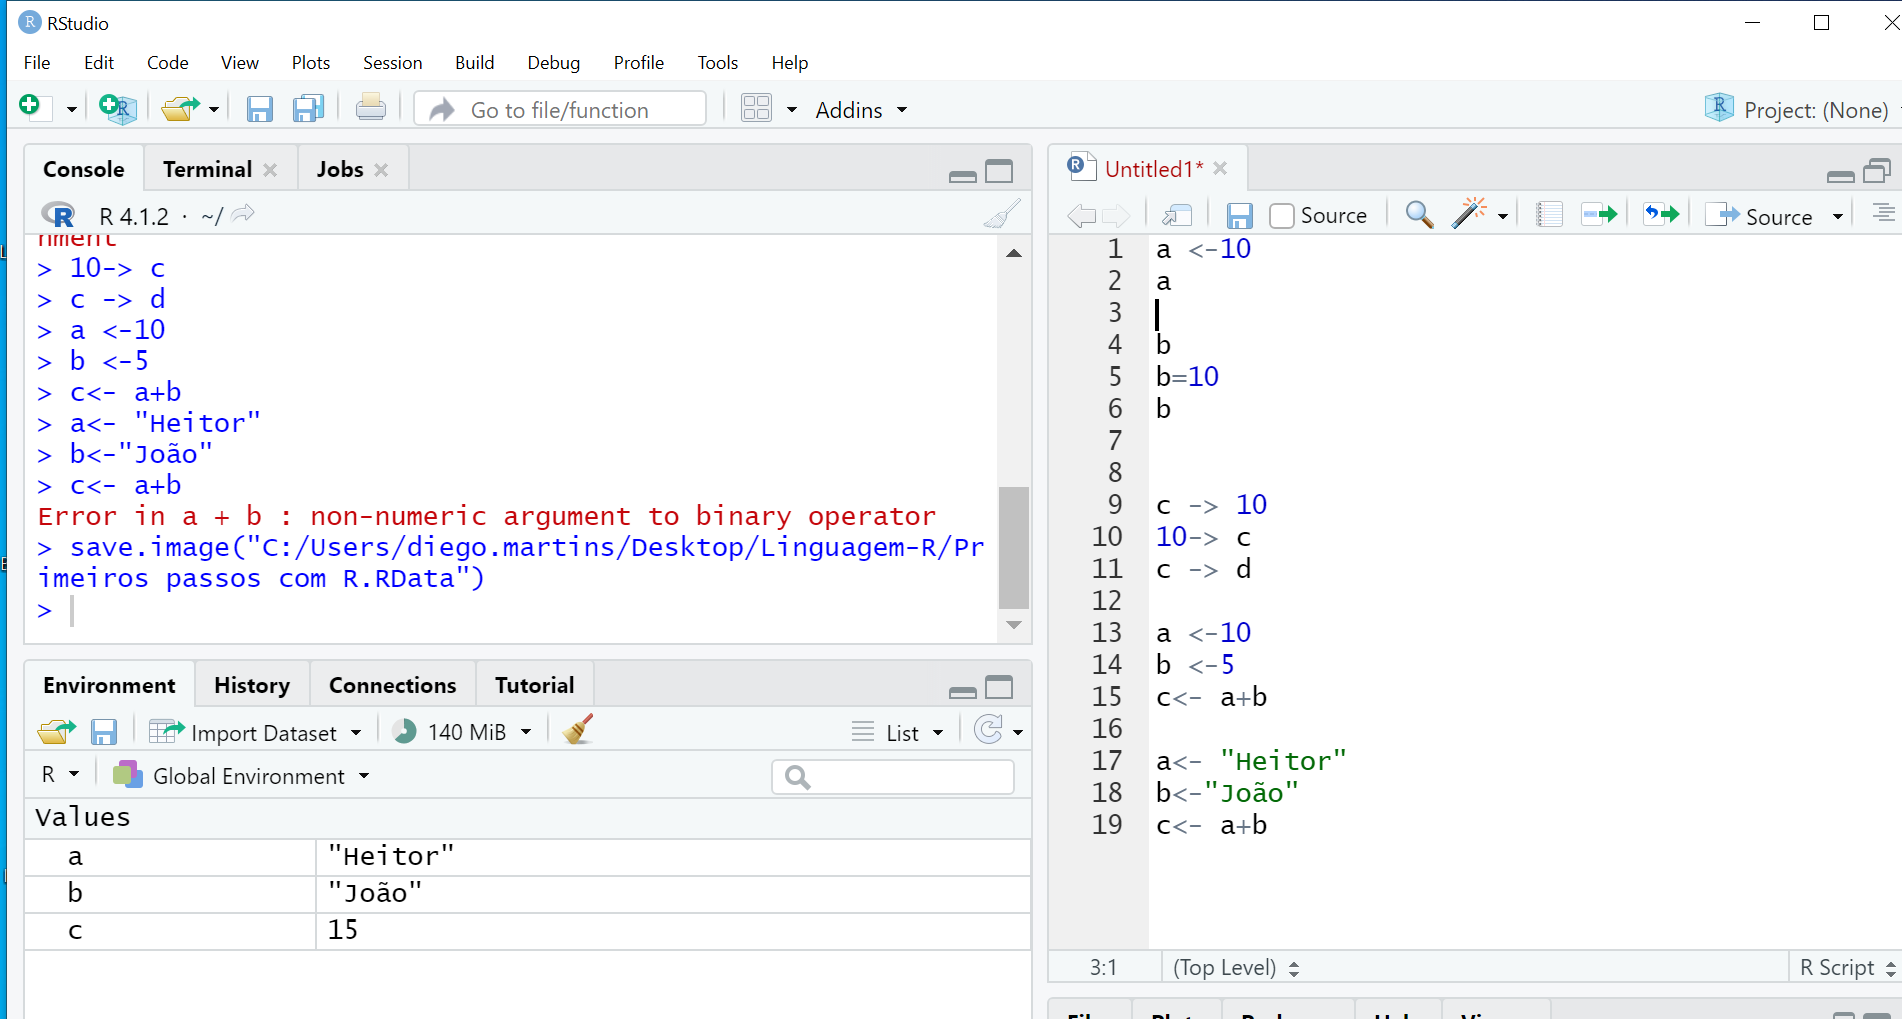 RStudio
File Edit Code View Plots Session Build Debug Profile Tools Help
Go to file/function Addins Project: (None)
Console Terminal Jobs
R 4.1.2 · ~/
nment
> 10-> c
> c -> d
> a <-10
> b <-5
> c<- a+b
> a<- "Heitor"
> b<-"João"
> c<- a+b
Error in a + b : non-numeric argument to binary operator
> save.image("C:/Users/diego.martins/Desktop/Linguagem-R/Pr
imeiros passos com R.RData")
>
Environment History Connections Tutorial
Import Dataset 140 MiB List
R Global Environment
Values
a "Heitor"
b "João"
c 15
Untitled1*
Source Source
1 a <-10
2 a
3
4 b
5 b=10
6 b
7
8
9 c -> 10
10 10-> c
11 c -> d
12
13 a <-10
14 b <-5
15 c<- a+b
16
17 a<- "Heitor"
18 b<-"João"
19 c<- a+b
3:1 (Top Level) R Script